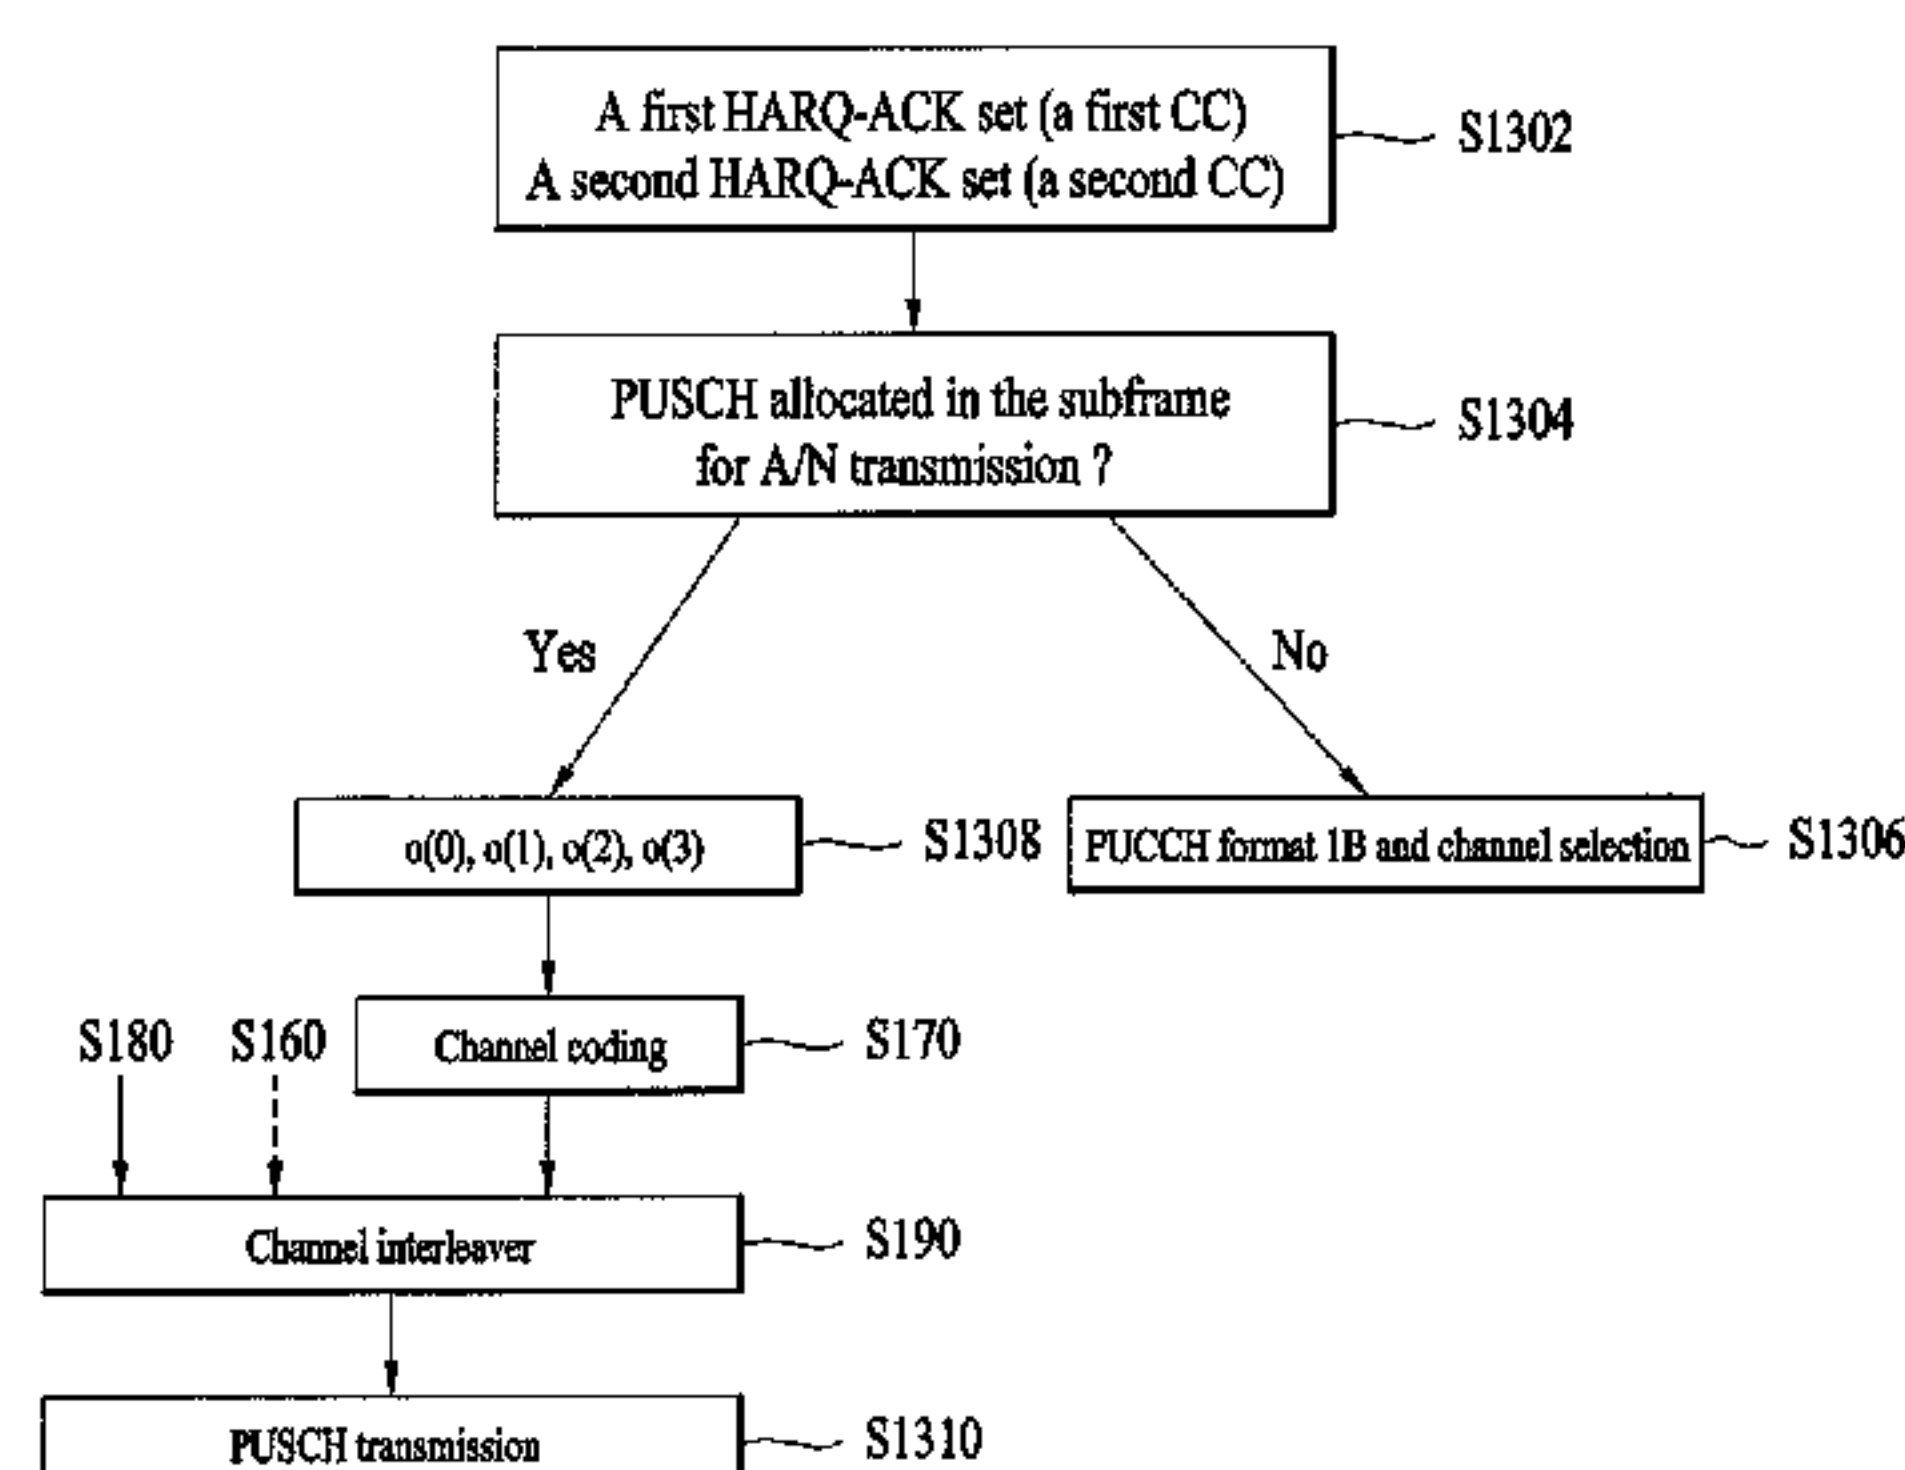 A first HARQ-ACK set (a first CC)
A second HARQ-ACK set (a second CC)
S1302
PUSCH allocated in the subframe
for A/N transmission ?
S1304
Yes
No
o(0), o(1), o(2), o(3)
S1308
PUCCH format 1B and channel selection
S1306
S180
S160
Channel coding
S170
Channel interleaver
S190
PUSCH transmission
S1310